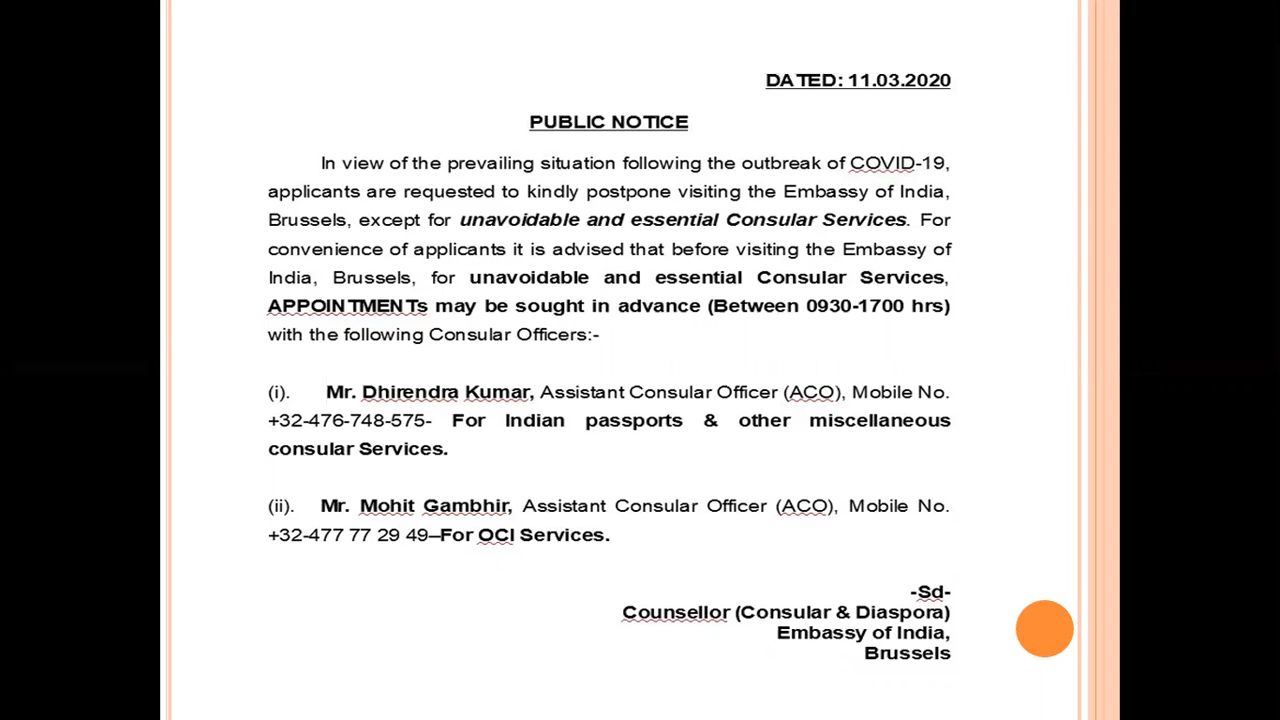 DATED: 11.03.2020
PUBLIC NOTICE
In view of the prevailing situation following the outbreak of COVID-19,
applicants are requested to kindly postpone visiting the Embassy of India,
Brussels, except for unavoidable and essential Consular Services. For
convenience of applicants it is advised that before visiting the Embassy of
India, Brussels, for unavoidable and essential Consular Services,
APPOINTMENTs may be sought in advance (Between 0930-1700 hrs)
with the following Consular Officers:-
(i). Mr. Dhirendra Kumar, Assistant Consular Officer (ACO), Mobile No.
+32-476-748-575- For Indian passports & other miscellaneous
consular Services.
(ii). Mr. Mohit Gambhir, Assistant Consular Officer (ACO), Mobile No.
+32-477 77 29 49–For OCI Services.
-Sd-
Counsellor (Consular & Diaspora)
Embassy of India,
Brussels